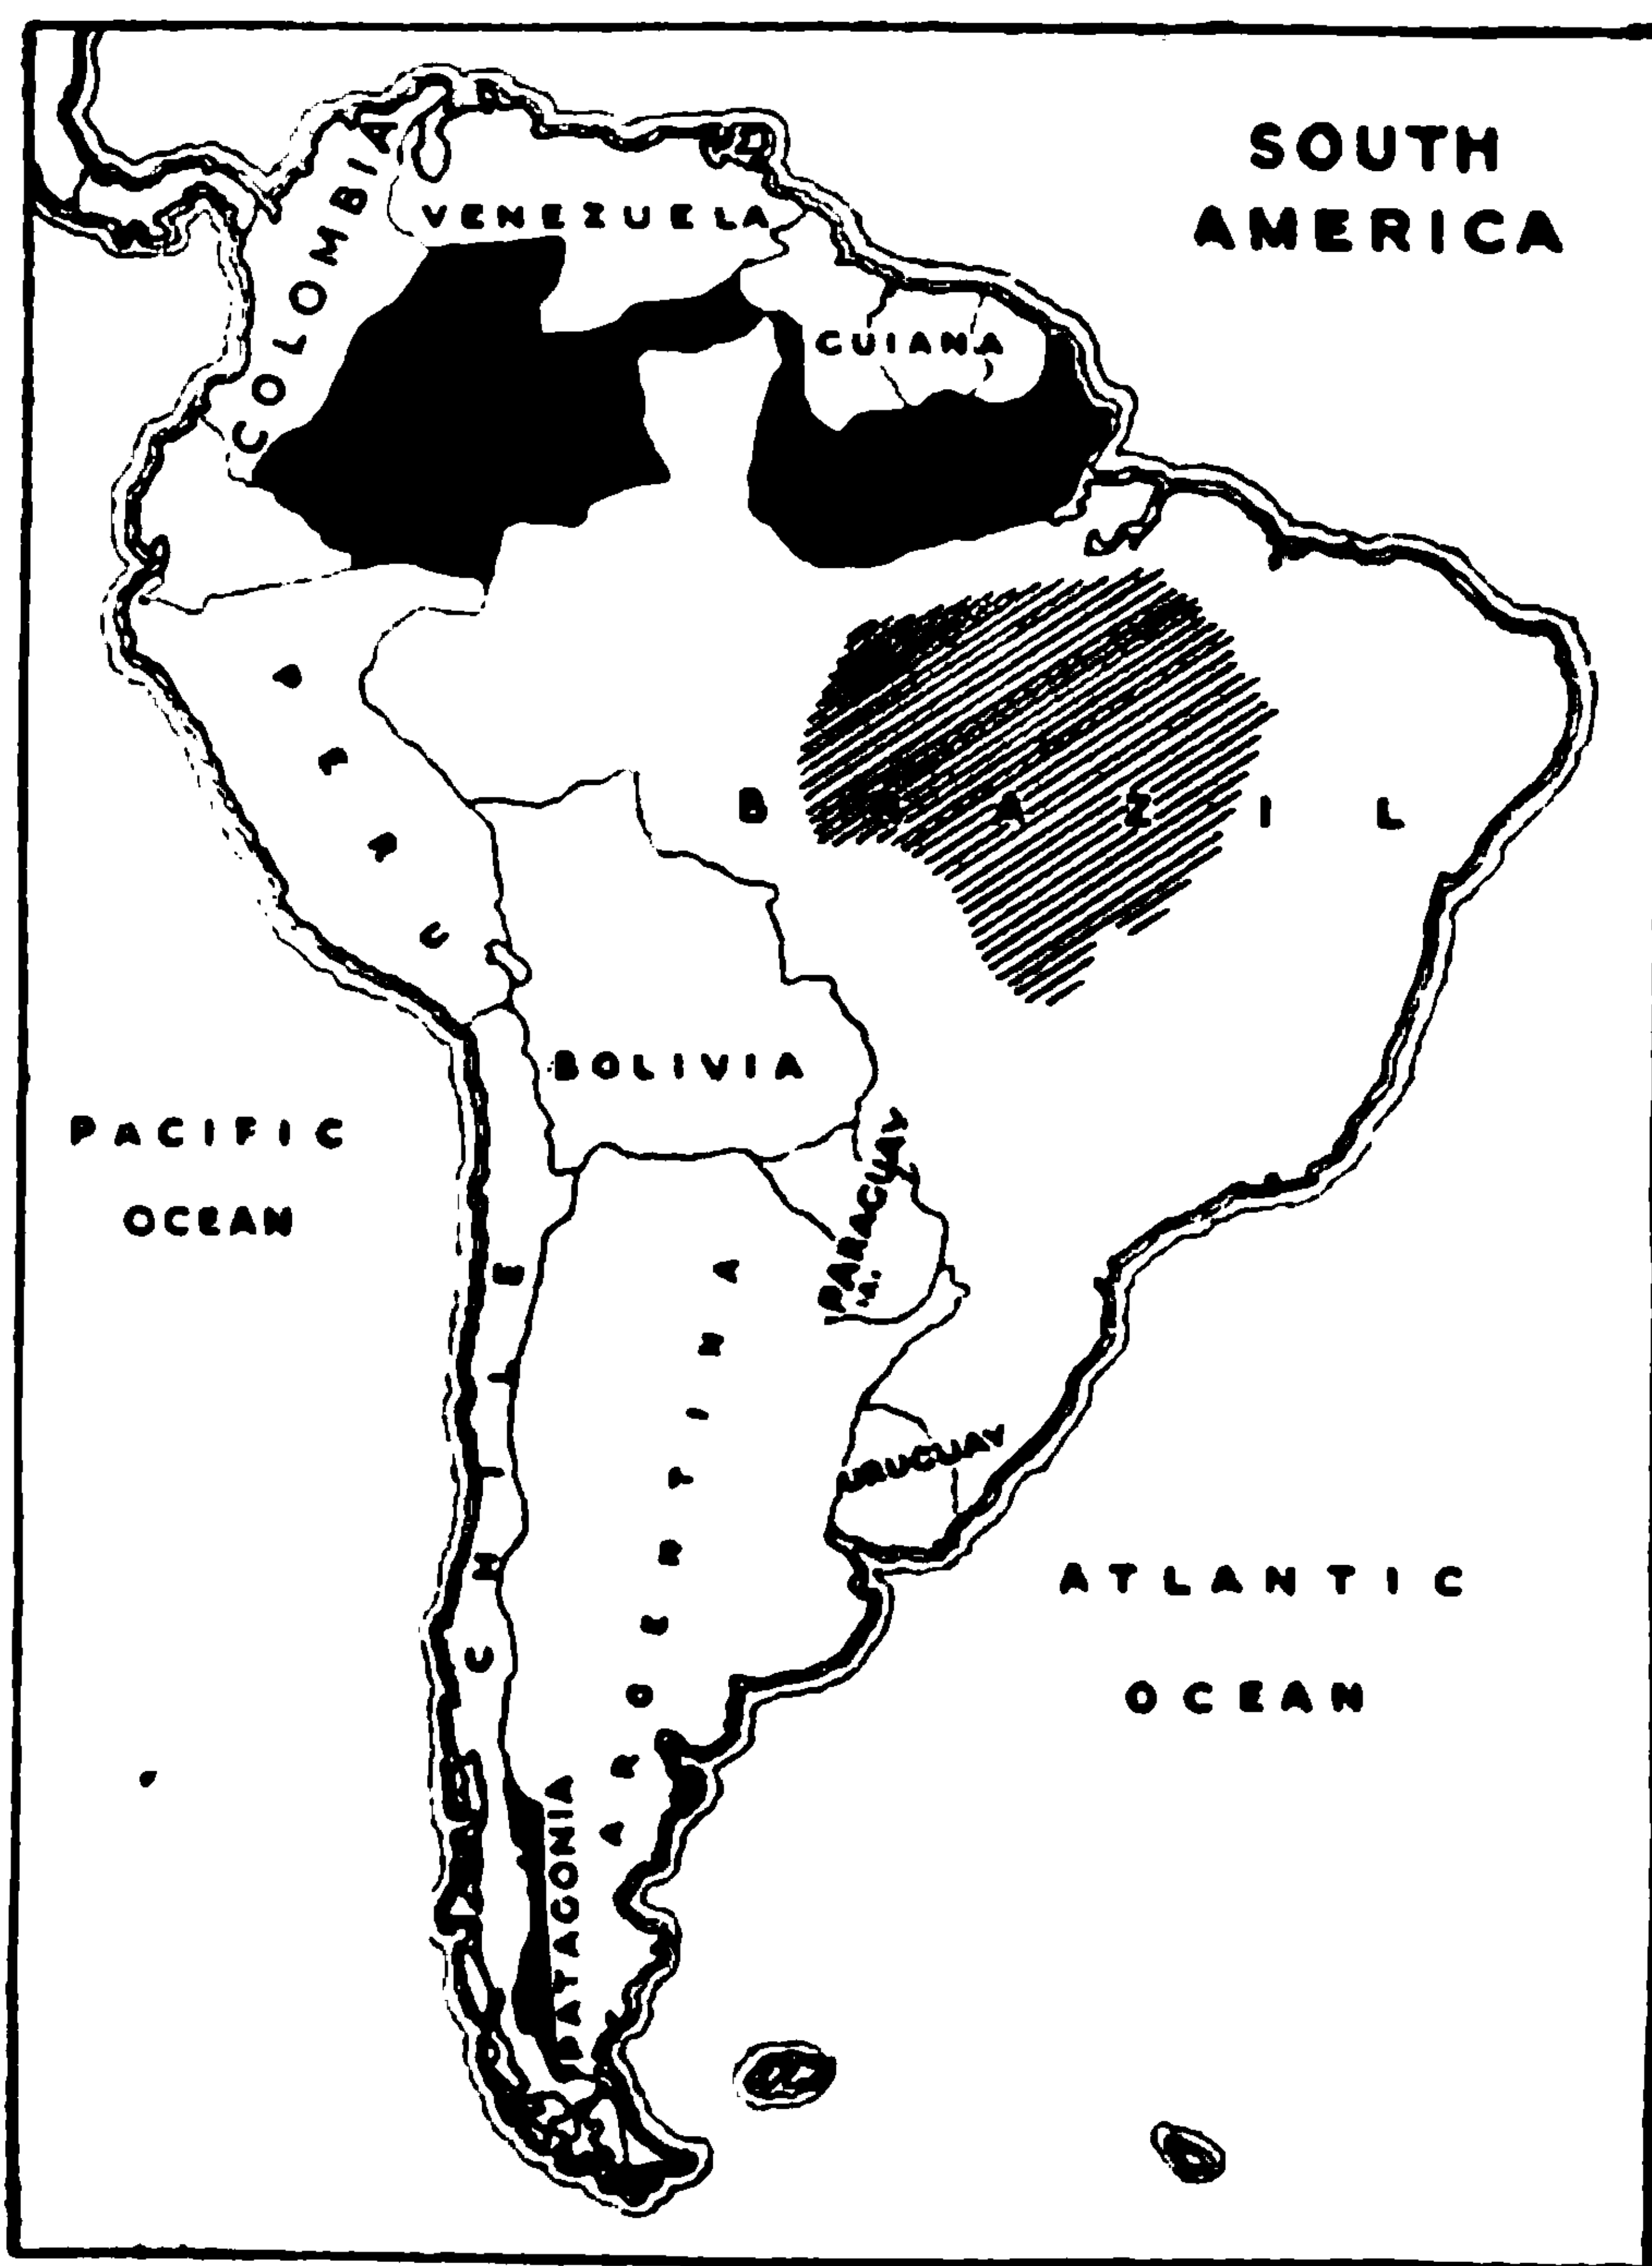 SOUTH
AMERICA
COLOMBIA
VENEZUELA
GUIANA
PERU
BRAZIL
BOLIVIA
PACIFIC
OCEAN
PARAGUAY
CHILE
ARGENTINA
URUGUAY
ATLANTIC
OCEAN
PATAGONIA